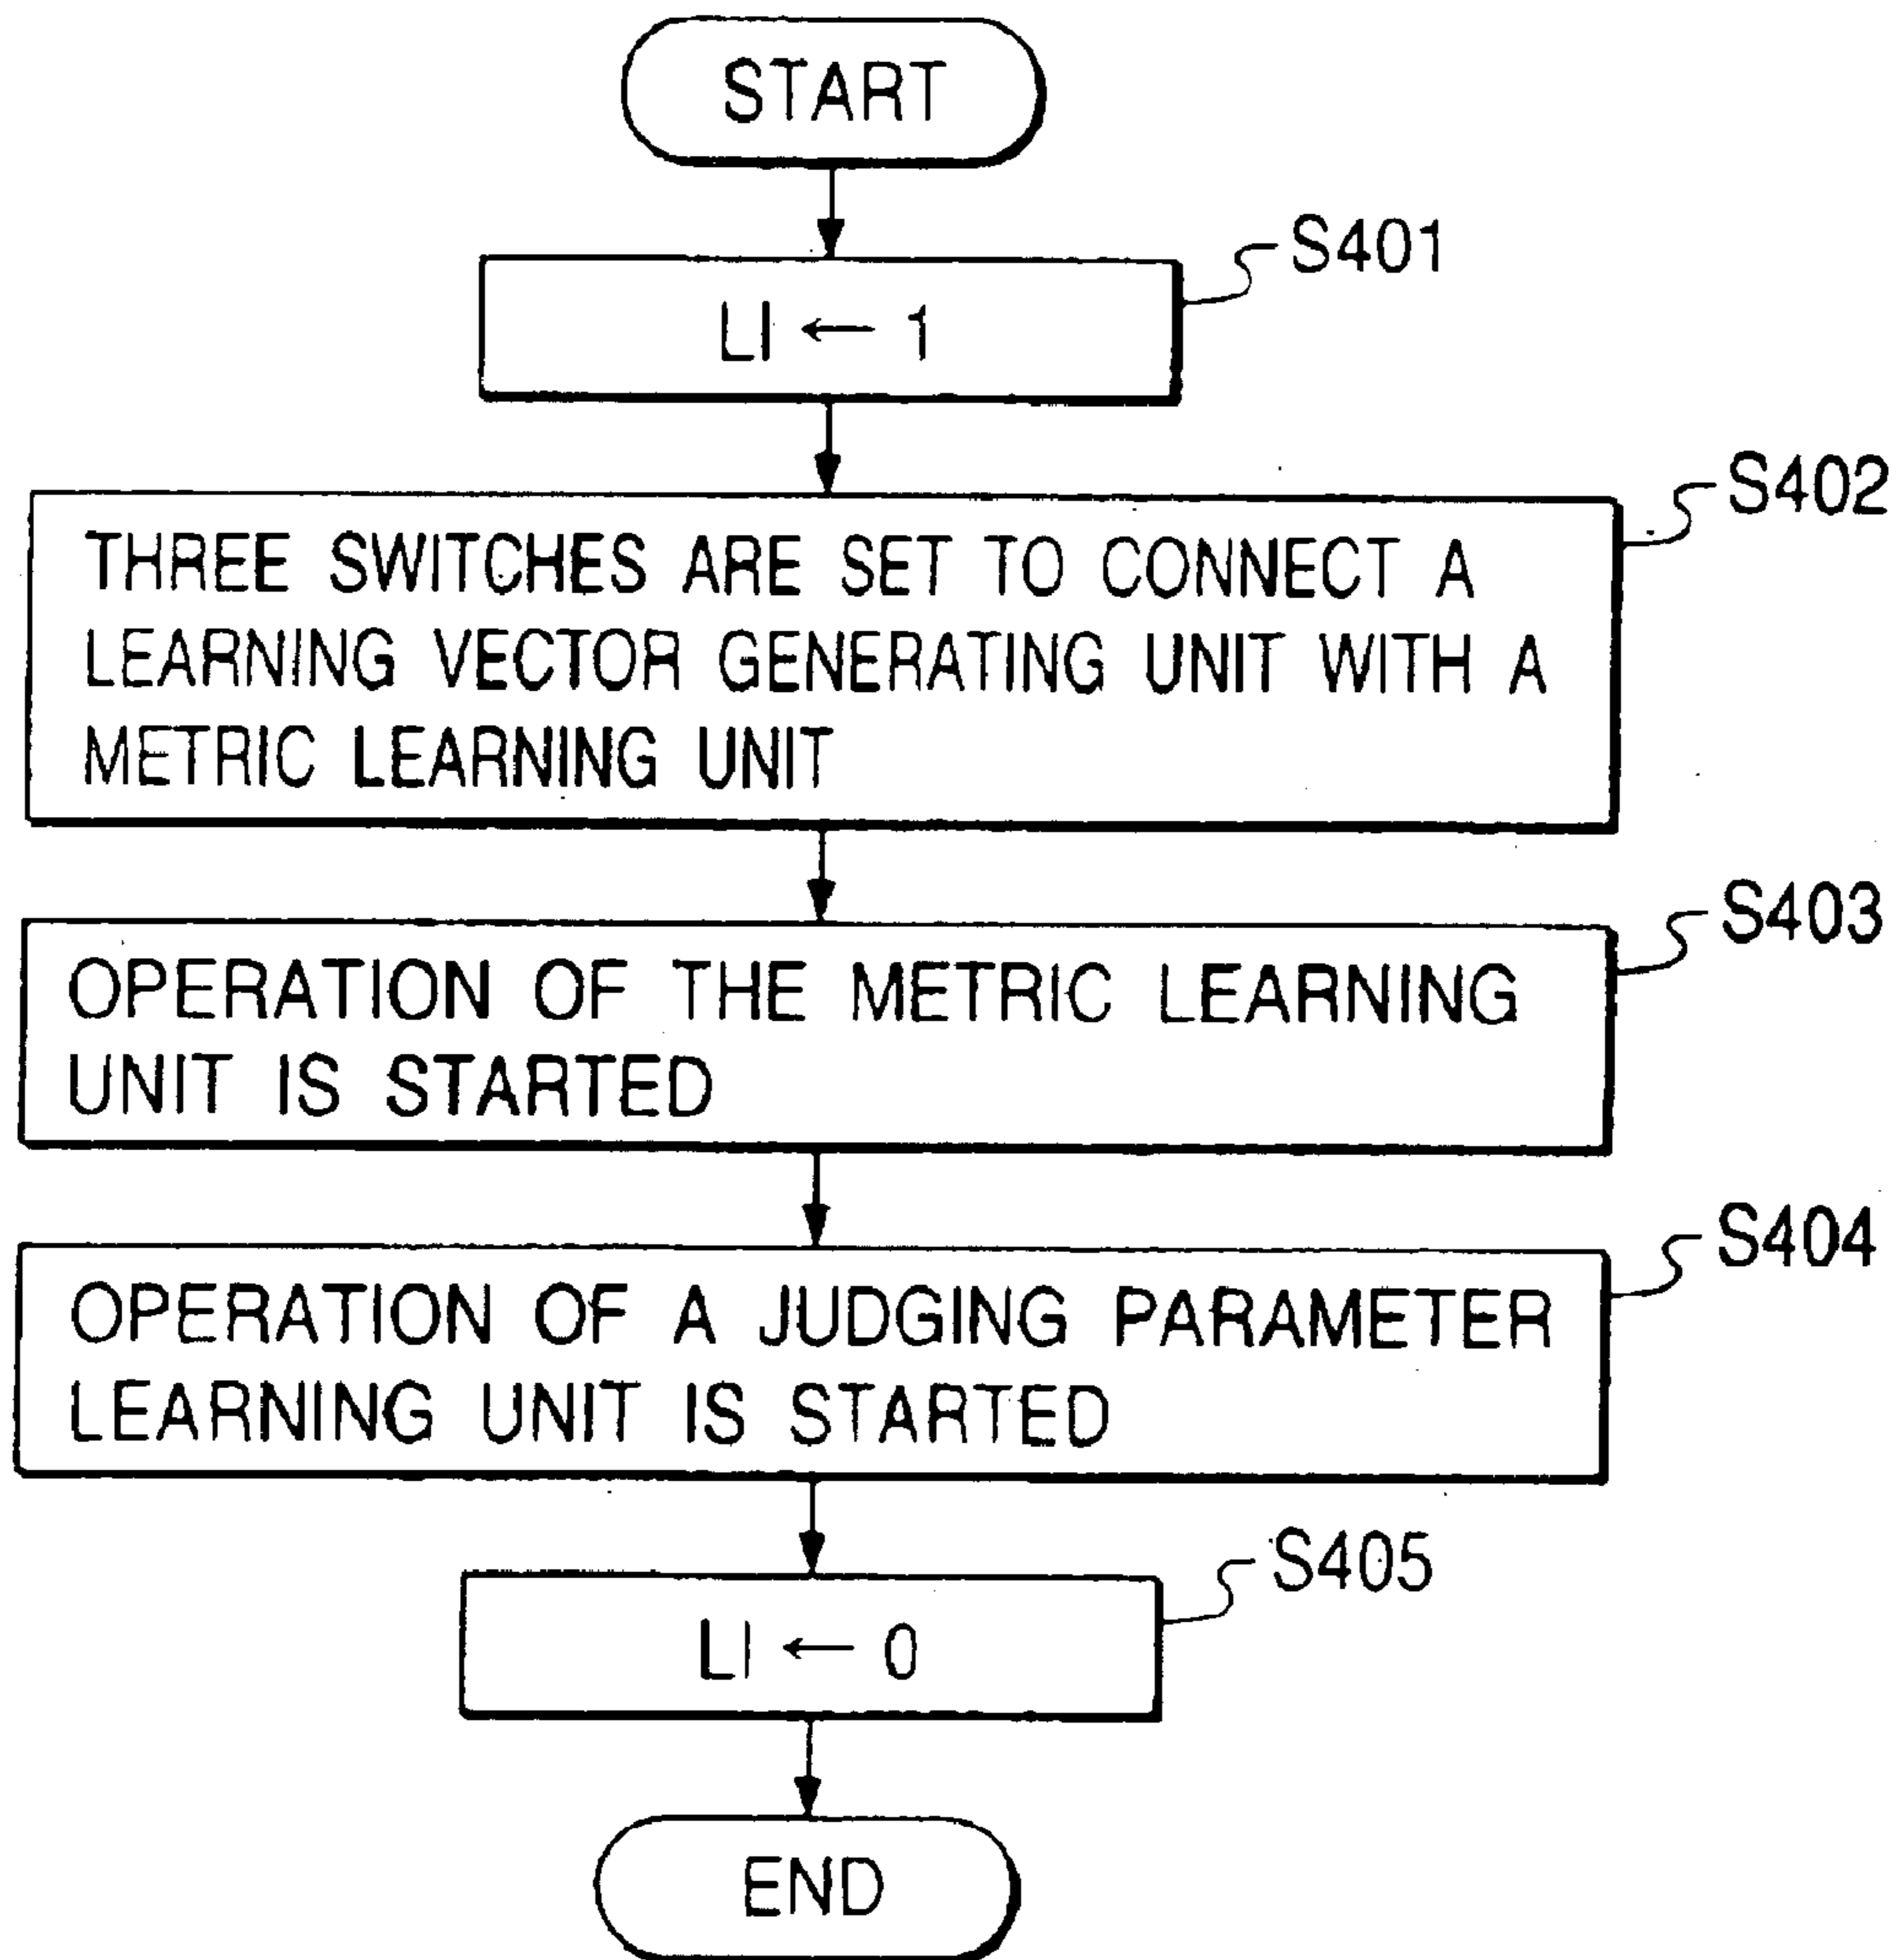 START
S401
LI ← 1
S402
THREE SWITCHES ARE SET TO CONNECT A
LEARNING VECTOR GENERATING UNIT WITH A
METRIC LEARNING UNIT
S403
OPERATION OF THE METRIC LEARNING
UNIT IS STARTED
S404
OPERATION OF A JUDGING PARAMETER
LEARNING UNIT IS STARTED
S405
LI ← 0
END